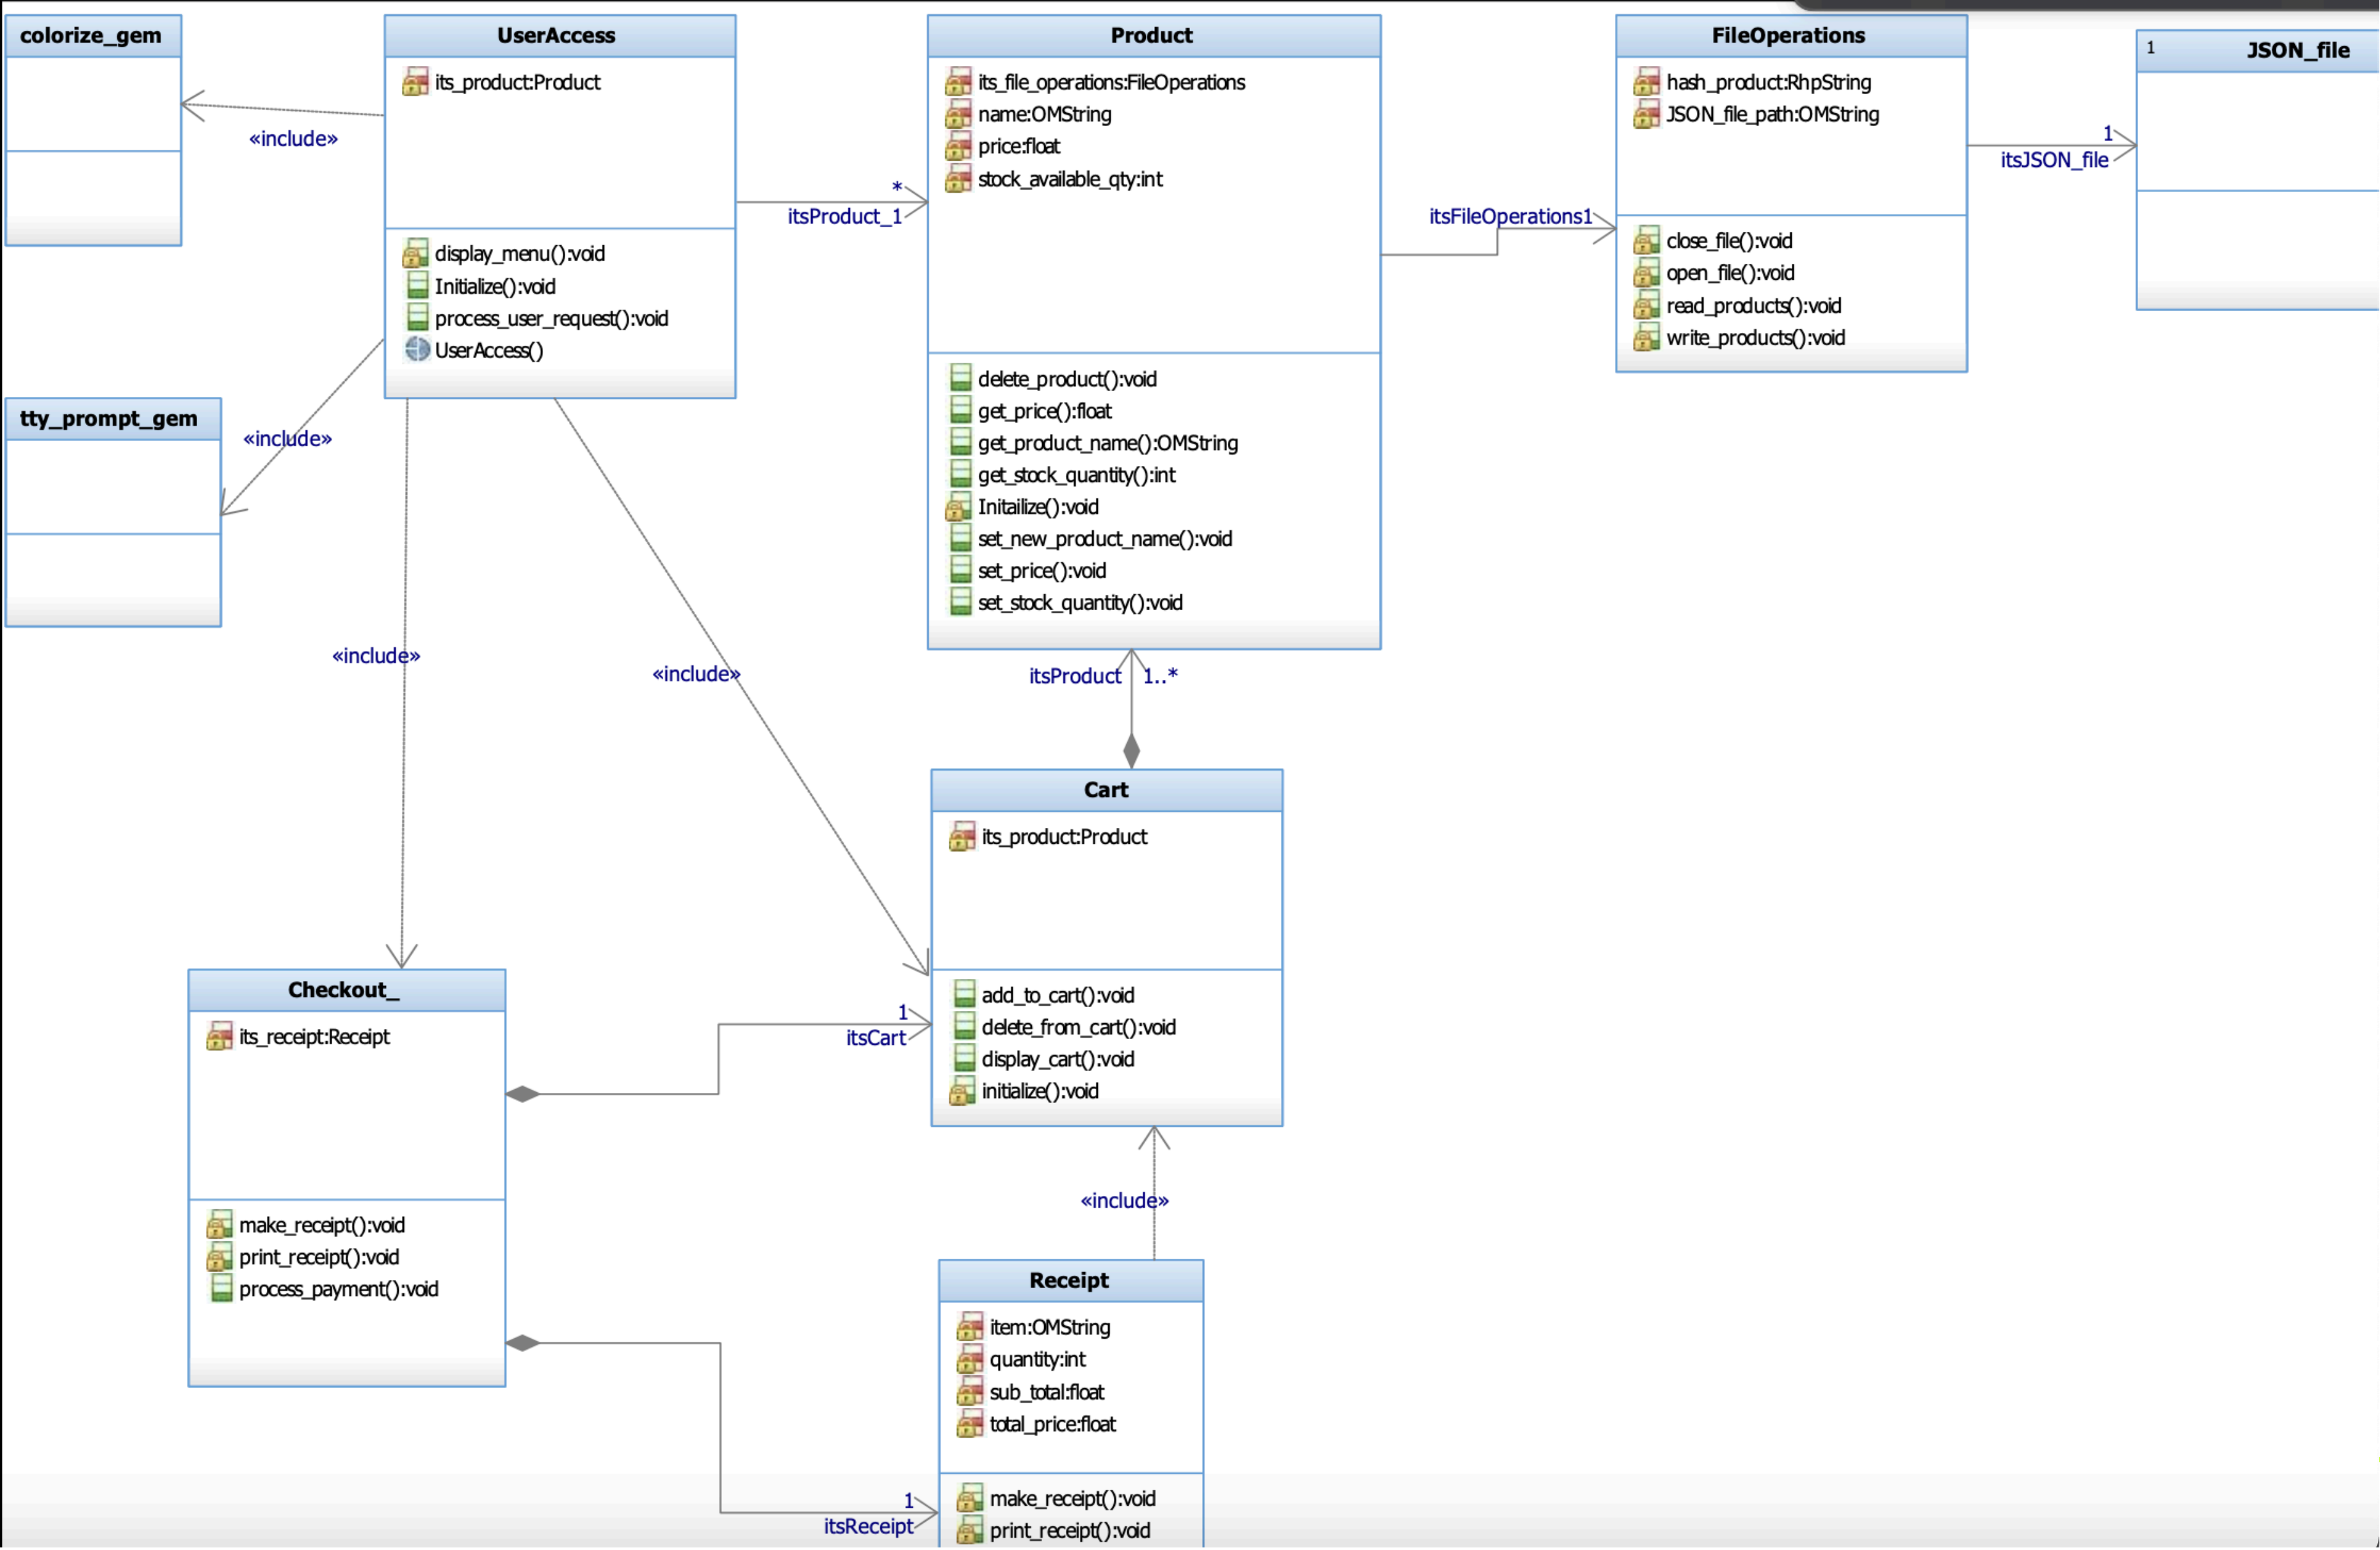 colorize_gem
«include»
UserAccess
its_product:Product
display_menu():void
Initialize():void
process_user_request():void
UserAccess()
*
itsProduct_1
Product
its_file_operations:FileOperations
name:OMString
price:float
stock_available_qty:int
delete_product():void
get_price():float
get_product_name():OMString
get_stock_quantity():int
Initailize():void
set_new_product_name():void
set_price():void
set_stock_quantity():void
itsFileOperations1
FileOperations
hash_product:RhpString
JSON_file_path:OMString
close_file():void
open_file():void
read_products():void
write_products():void
1
itsJSON_file
1
JSON_file
tty_prompt_gem
«include»
«include»
«include»
itsProduct
1..*
Cart
its_product:Product
add_to_cart():void
delete_from_cart():void
display_cart():void
initialize():void
Checkout_
its_receipt:Receipt
make_receipt():void
print_receipt():void
process_payment():void
1
itsCart
«include»
Receipt
item:OMString
quantity:int
sub_total:float
total_price:float
make_receipt():void
print_receipt():void
1
itsReceipt